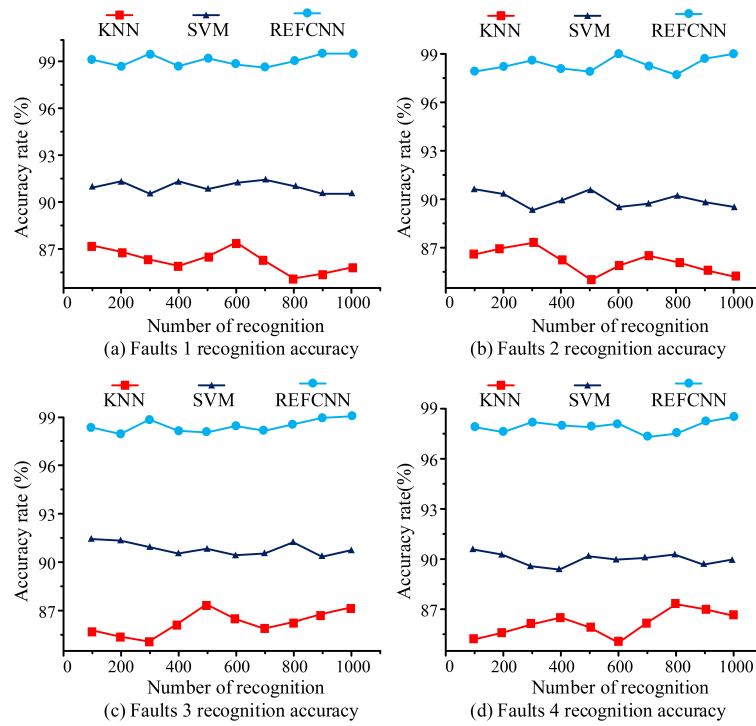 KNN SVM REFCNN
Accuracy rate (%)
99
96
93
90
87
0 200 400 600 800 1000
Number of recognition
(a) Faults 1 recognition accuracy
KNN SVM REFCNN
Accuracy rate (%)
99
96
93
90
87
0 200 400 600 800 1000
Number of recognition
(b) Faults 2 recognition accuracy
KNN SVM REFCNN
Accuracy rate (%)
99
96
93
90
87
0 200 400 600 800 1000
Number of recognition
(c) Faults 3 recognition accuracy
KNN SVM REFCNN
Accuracy rate(%)
99
96
93
90
87
0 200 400 600 800 1000
Number of recognition
(d) Faults 4 recognition accuracy